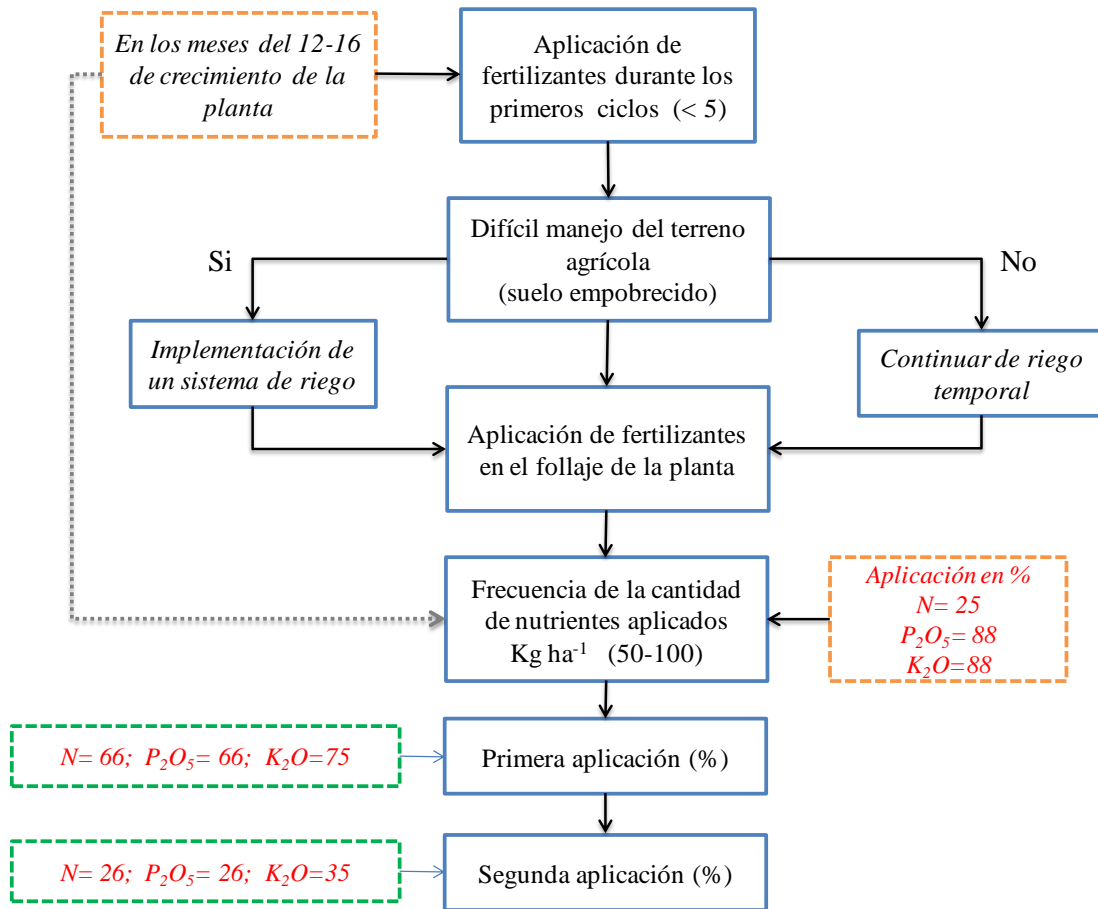 En los meses del 12-16
de crecimiento de la
planta
Aplicación de
fertilizantes durante los
primeros ciclos (< 5)
Difícil manejo del terreno
agrícola
(suelo empobrecido)
Si
No
Implementación de
un sistema de riego
Continuar de riego
temporal
Aplicación de fertilizantes
en el follaje de la planta
Frecuencia de la cantidad
de nutrientes aplicados
Kg ha⁻¹ (50-100)
Aplicación en %
N= 25
P₂O₅= 88
K₂O=88
N= 66; P₂O₅= 66; K₂O=75
Primera aplicación (%)
N= 26; P₂O₅= 26; K₂O=35
Segunda aplicación (%)